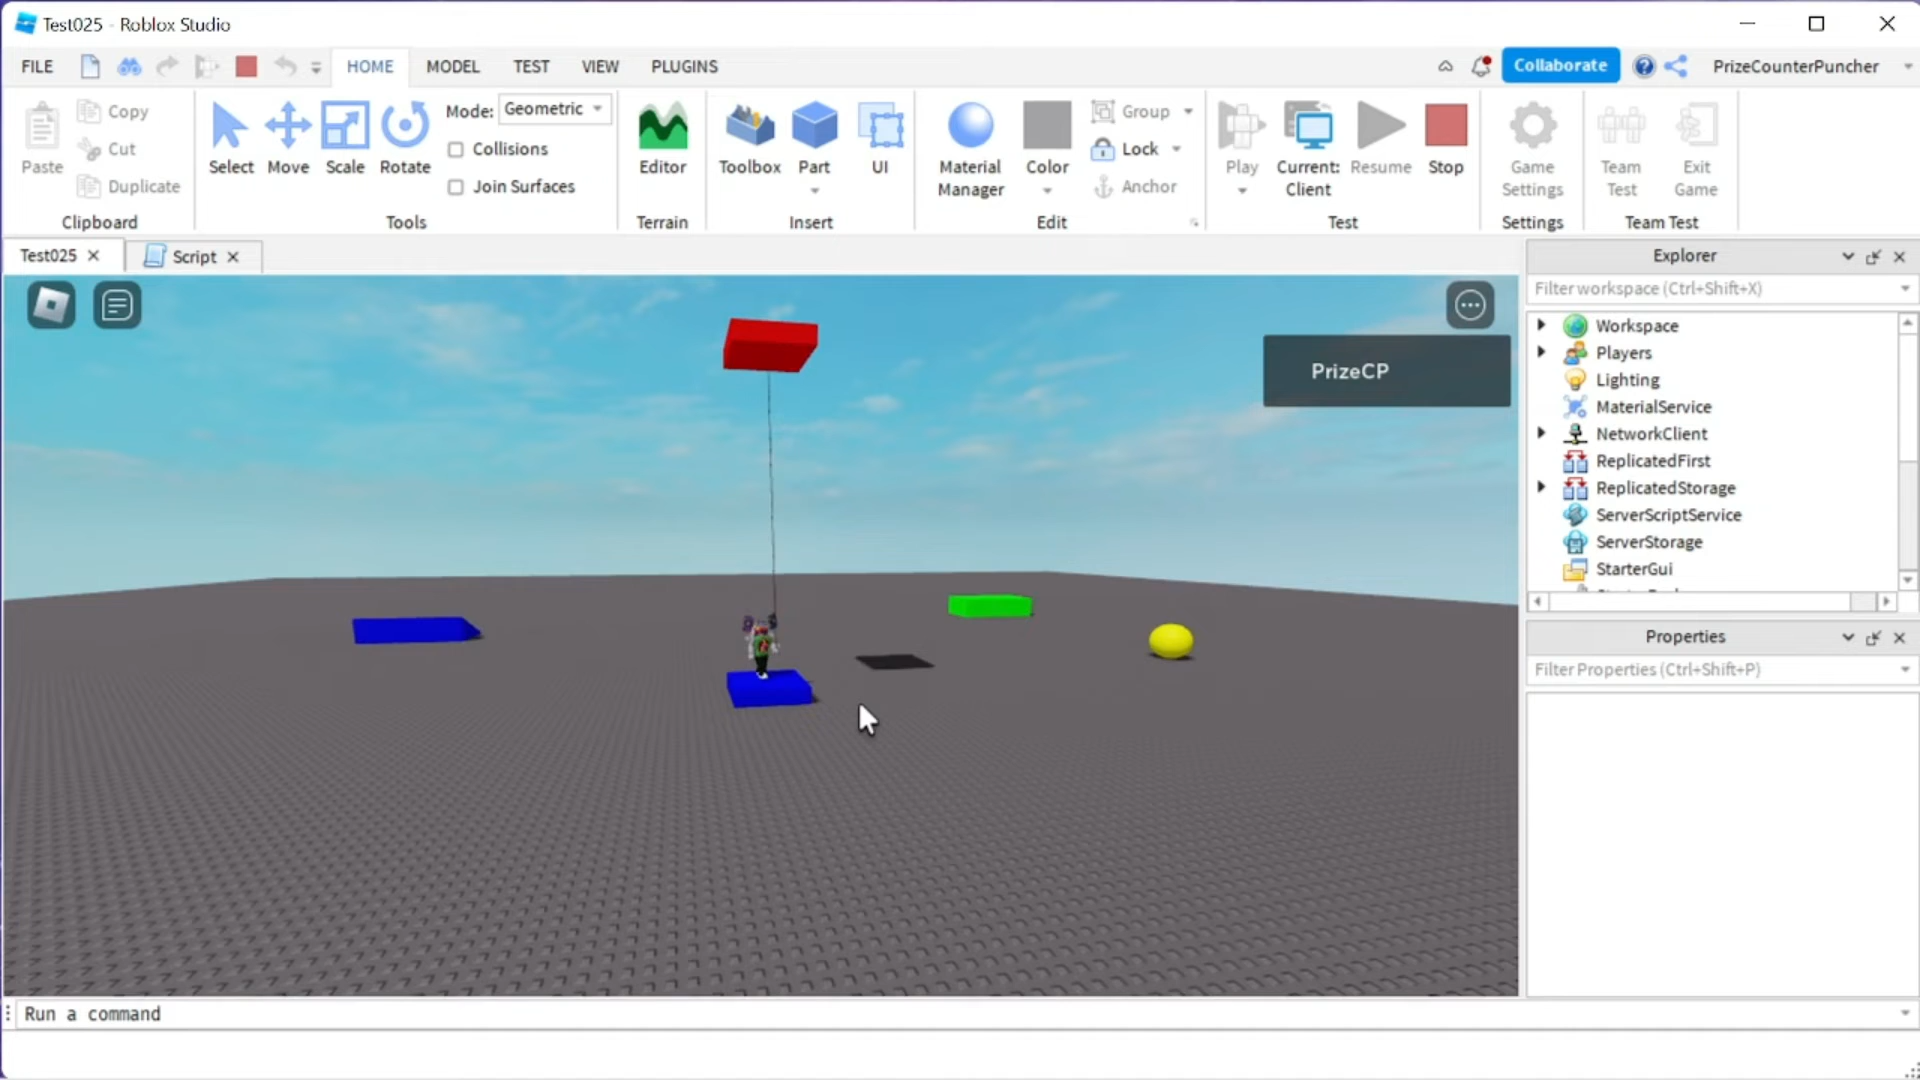 Test025 - Roblox Studio
FILE HOME MODEL TEST VIEW PLUGINS Collaborate PrizeCounterPuncher
Paste Copy Cut Duplicate
Clipboard
Select Move Scale Rotate
Mode: Geometric
Collisions
Join Surfaces
Tools
Editor
Terrain
Toolbox Part UI
Insert
Material Manager Color
Group
Lock
Anchor
Edit
Play Current: Client Resume Stop
Test
Game Settings
Settings
Team Test Exit Game
Team Test
Test025 Script
PrizeCP
Explorer
Filter workspace (Ctrl+Shift+X)
Workspace
Players
Lighting
MaterialService
NetworkClient
ReplicatedFirst
ReplicatedStorage
ServerScriptService
ServerStorage
StarterGui
Properties
Filter Properties (Ctrl+Shift+P)
Run a command